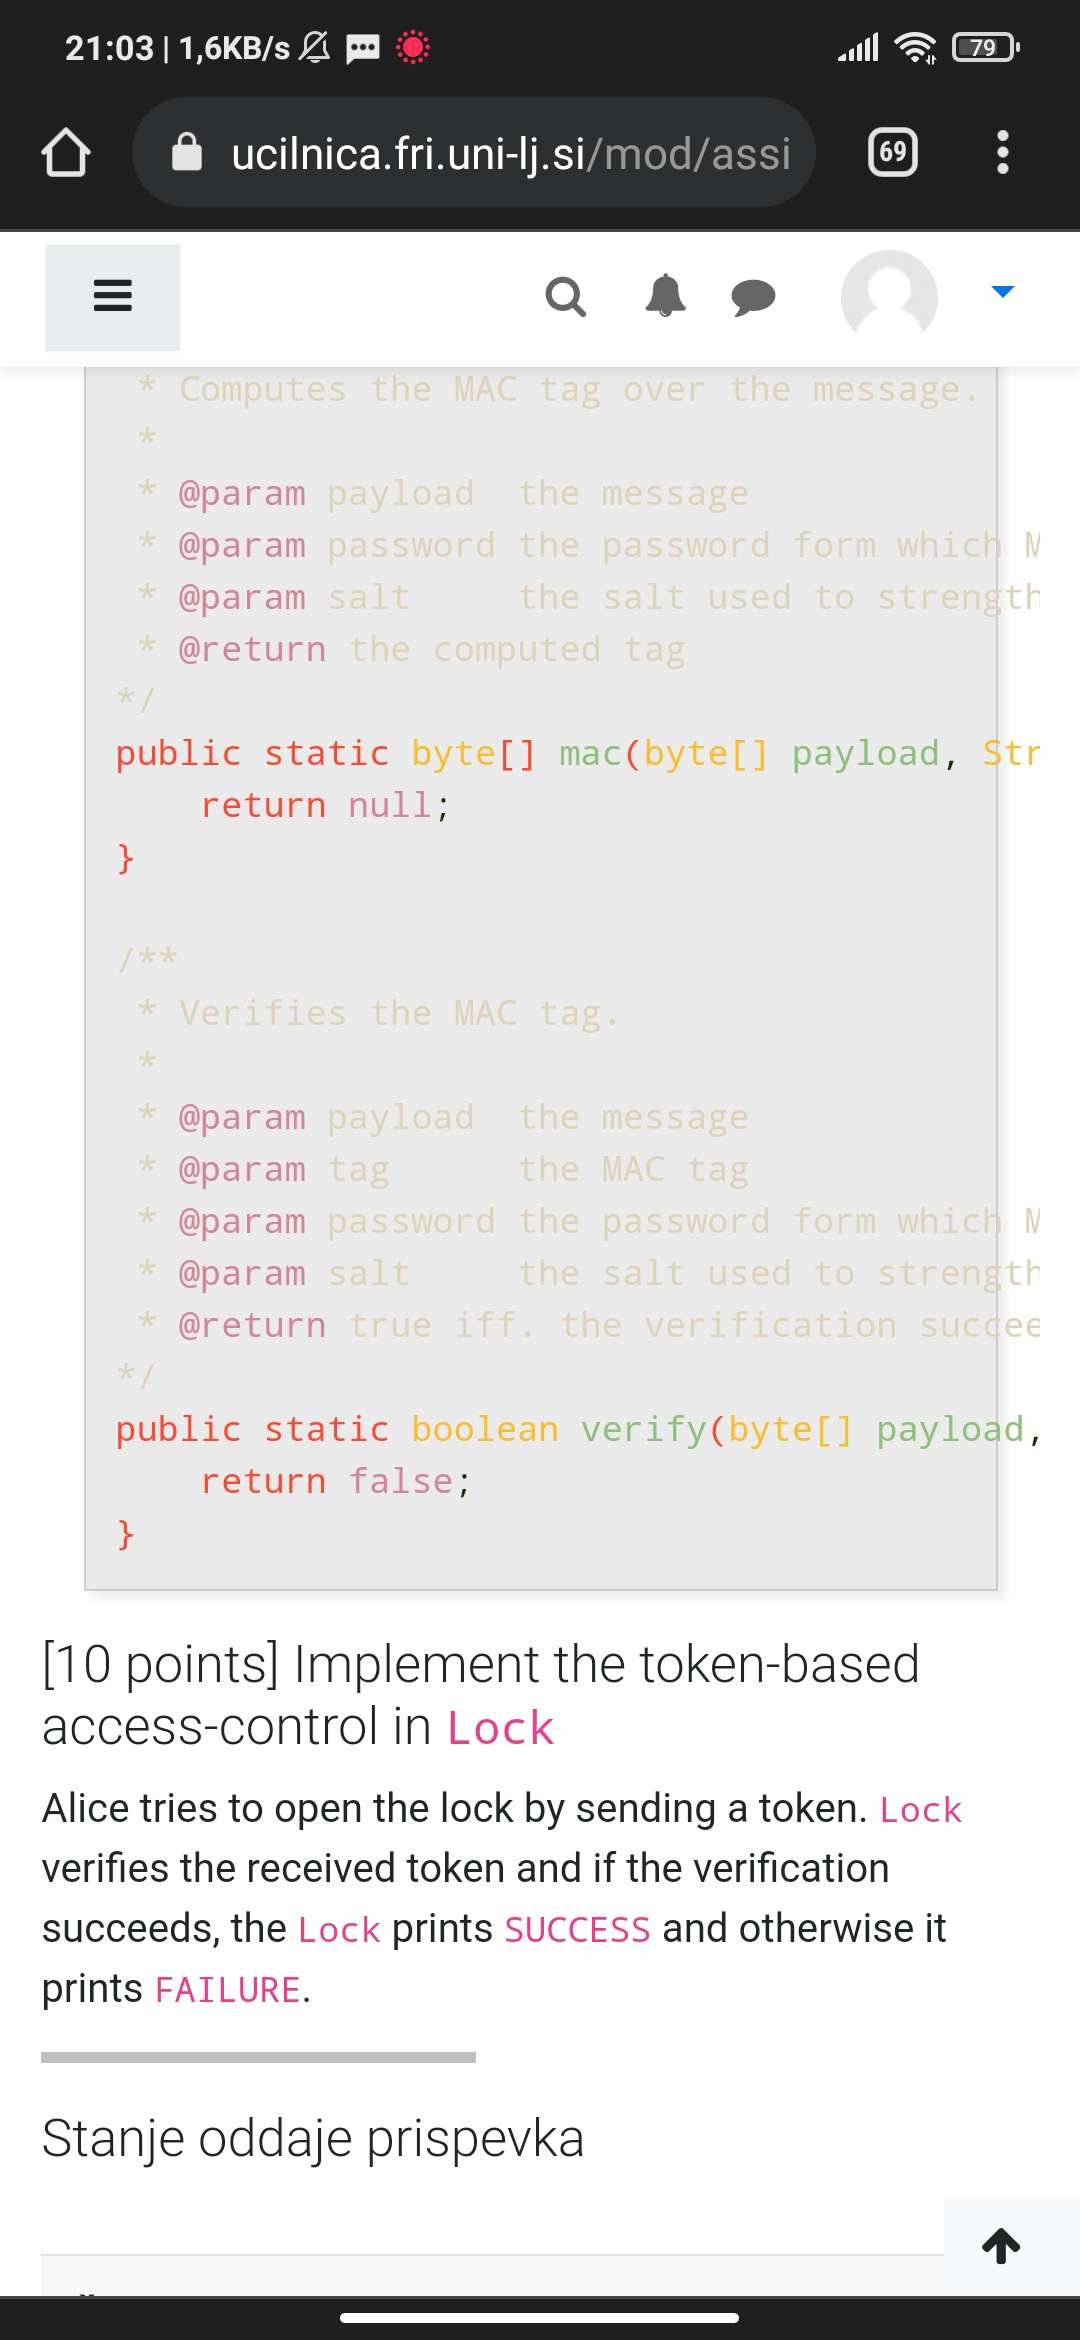 21:03 | 1,6KB/s
79
ucilnica.fri.uni-lj.si/mod/assi
69
* Computes the MAC tag over the message.
*
* @param payload the message
* @param password the password form which M
* @param salt the salt used to strength
* @return the computed tag
*/
public static byte[] mac(byte[] payload, Str
return null;
}
/**
* Verifies the MAC tag.
*
* @param payload the message
* @param tag the MAC tag
* @param password the password form which M
* @param salt the salt used to strength
* @return true iff. the verification succee
*/
public static boolean verify(byte[] payload,
return false;
}
[10 points] Implement the token-based
access-control in Lock
Alice tries to open the lock by sending a token. Lock
verifies the received token and if the verification
succeeds, the Lock prints SUCCESS and otherwise it
prints FAILURE.
Stanje oddaje prispevka